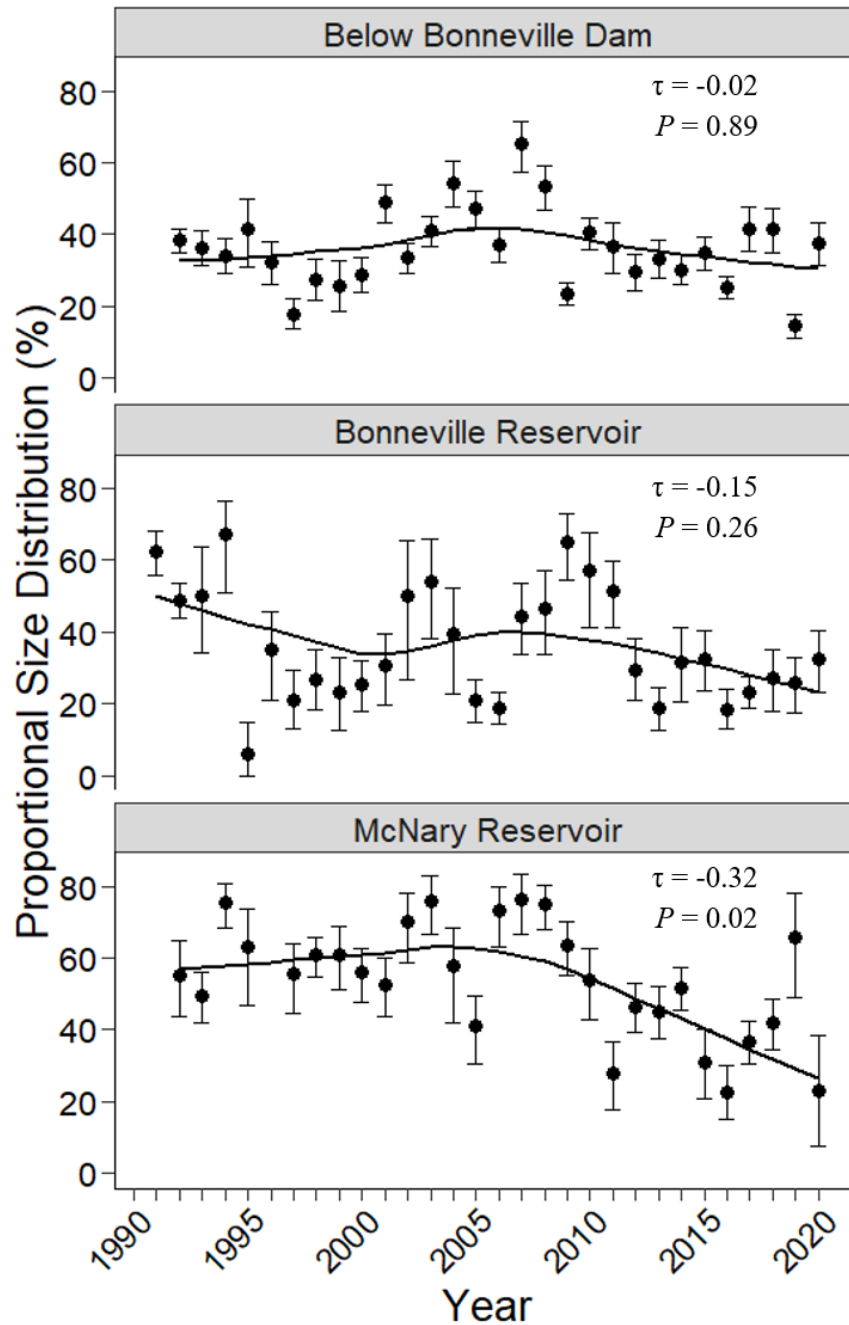 Proportional Size Distribution (%)
Below Bonneville Dam
τ = -0.02
P = 0.89
80
60
40
20
0
Bonneville Reservoir
τ = -0.15
P = 0.26
80
60
40
20
0
McNary Reservoir
τ = -0.32
P = 0.02
80
60
40
20
0
1990 1995 2000 2005 2010 2015 2020
Year